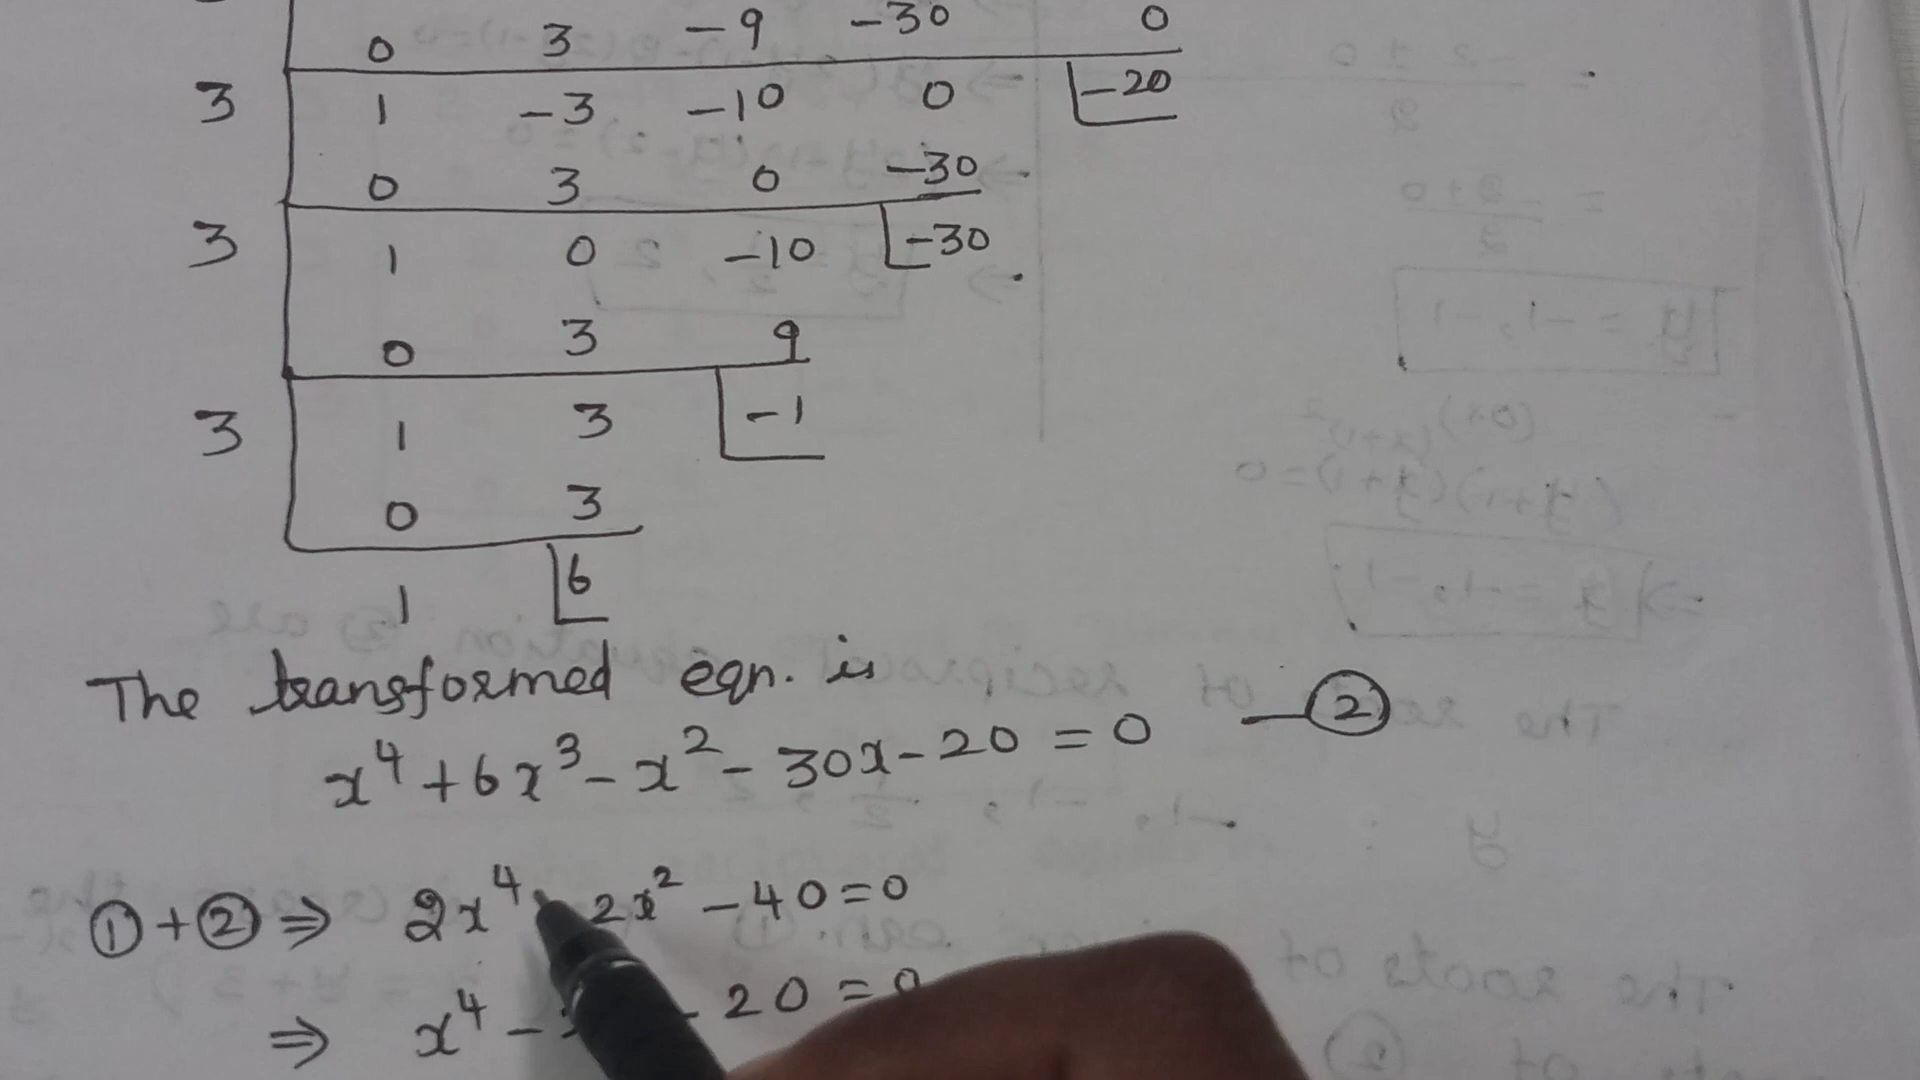 0 3 -9 -30 0
3 1 -3 -10 0 -20
0 3 0 -30
3 1 0 -10 -30
0 3 9
3 1 3 -1
0 3
1 6
The transformed eqn. is
x⁴ + 6x³ - x² - 30x - 20 = 0 — ②
① + ② ⇒ 2x⁴ 2x² - 40 = 0
⇒ x⁴ - - 20 = 0